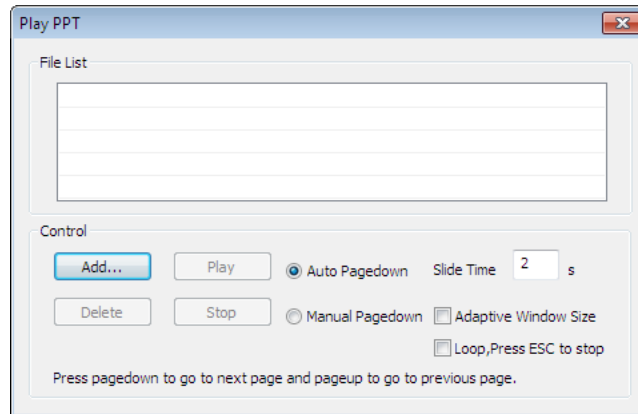 Play PPT
File List
Control
Add...
Play
Auto Pagedown
Slide Time
2
s
Delete
Stop
Manual Pagedown
Adaptive Window Size
Loop,Press ESC to stop
Press pagedown to go to next page and pageup to go to previous page.